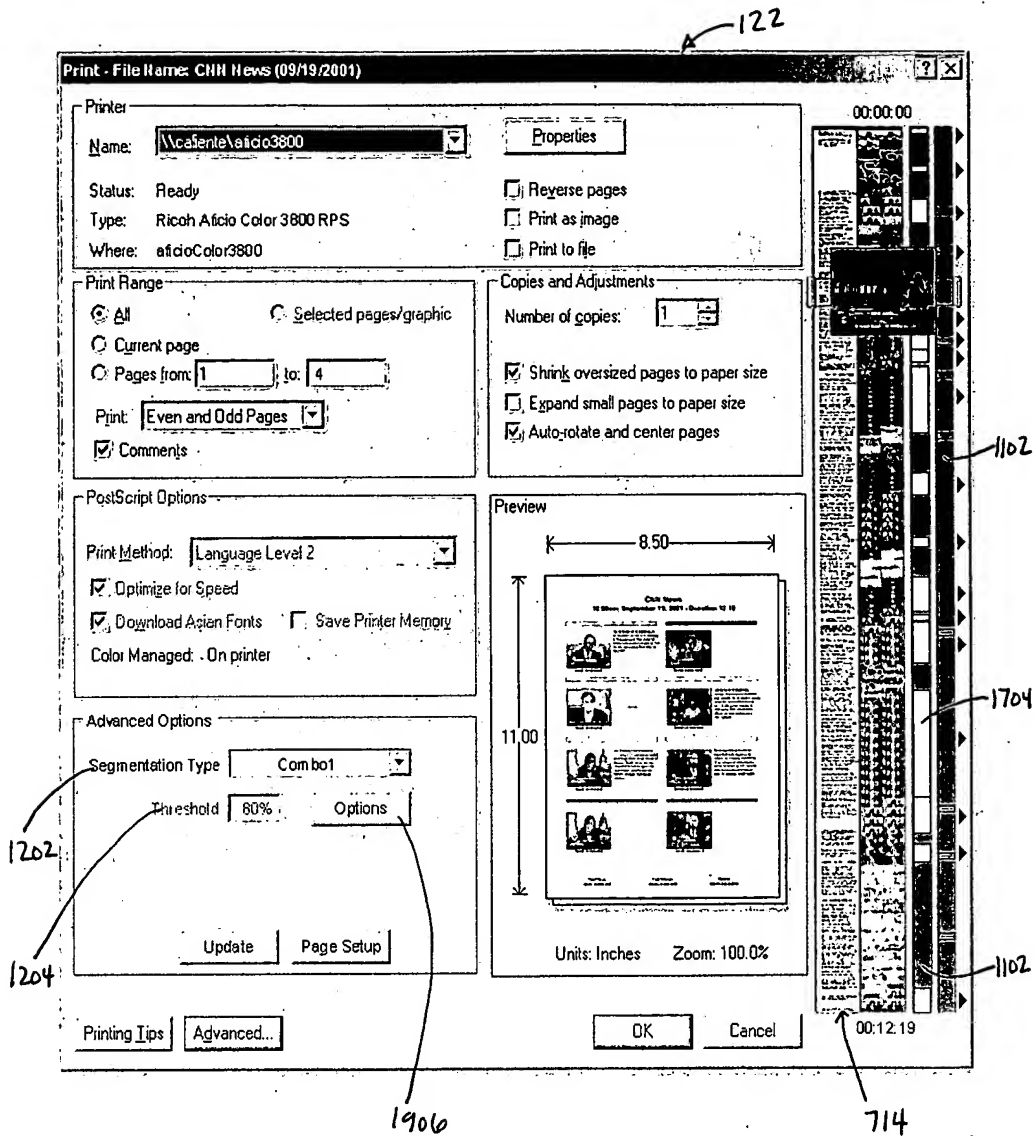 122
Print - File Name: CNN News (09/19/2001)
Printer
Name: \\caliente\aficio3800
Properties
Status: Ready
Type: Ricoh Aficio Color 3800 RPS
Where: aficioColor3800
Reverse pages
Print as image
Print to file
Print Range
All
Selected pages/graphic
Current page
Pages from: 1 to: 4
Print: Even and Odd Pages
Comments
Copies and Adjustments
Number of copies: 1
Shrink oversized pages to paper size
Expand small pages to paper size
Auto-rotate and center pages
PostScript Options
Print Method: Language Level 2
Optimize for Speed
Download Asian Fonts
Save Printer Memory
Color Managed: On printer
Preview
8.50
11.00
CNN News
Units: Inches Zoom: 100.0%
Advanced Options
Segmentation Type Combo1
Threshold 80% Options
Update Page Setup
Printing Tips Advanced...
OK Cancel
00:00:00
00:12:19
1102
1704
1102
1202
1204
1906
714